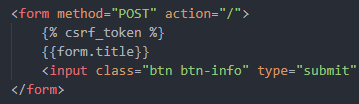 <form method="POST" action="/">
{% csrf_token %}
{{form.title}}
<input class="btn btn-info" type="submit"
</form>